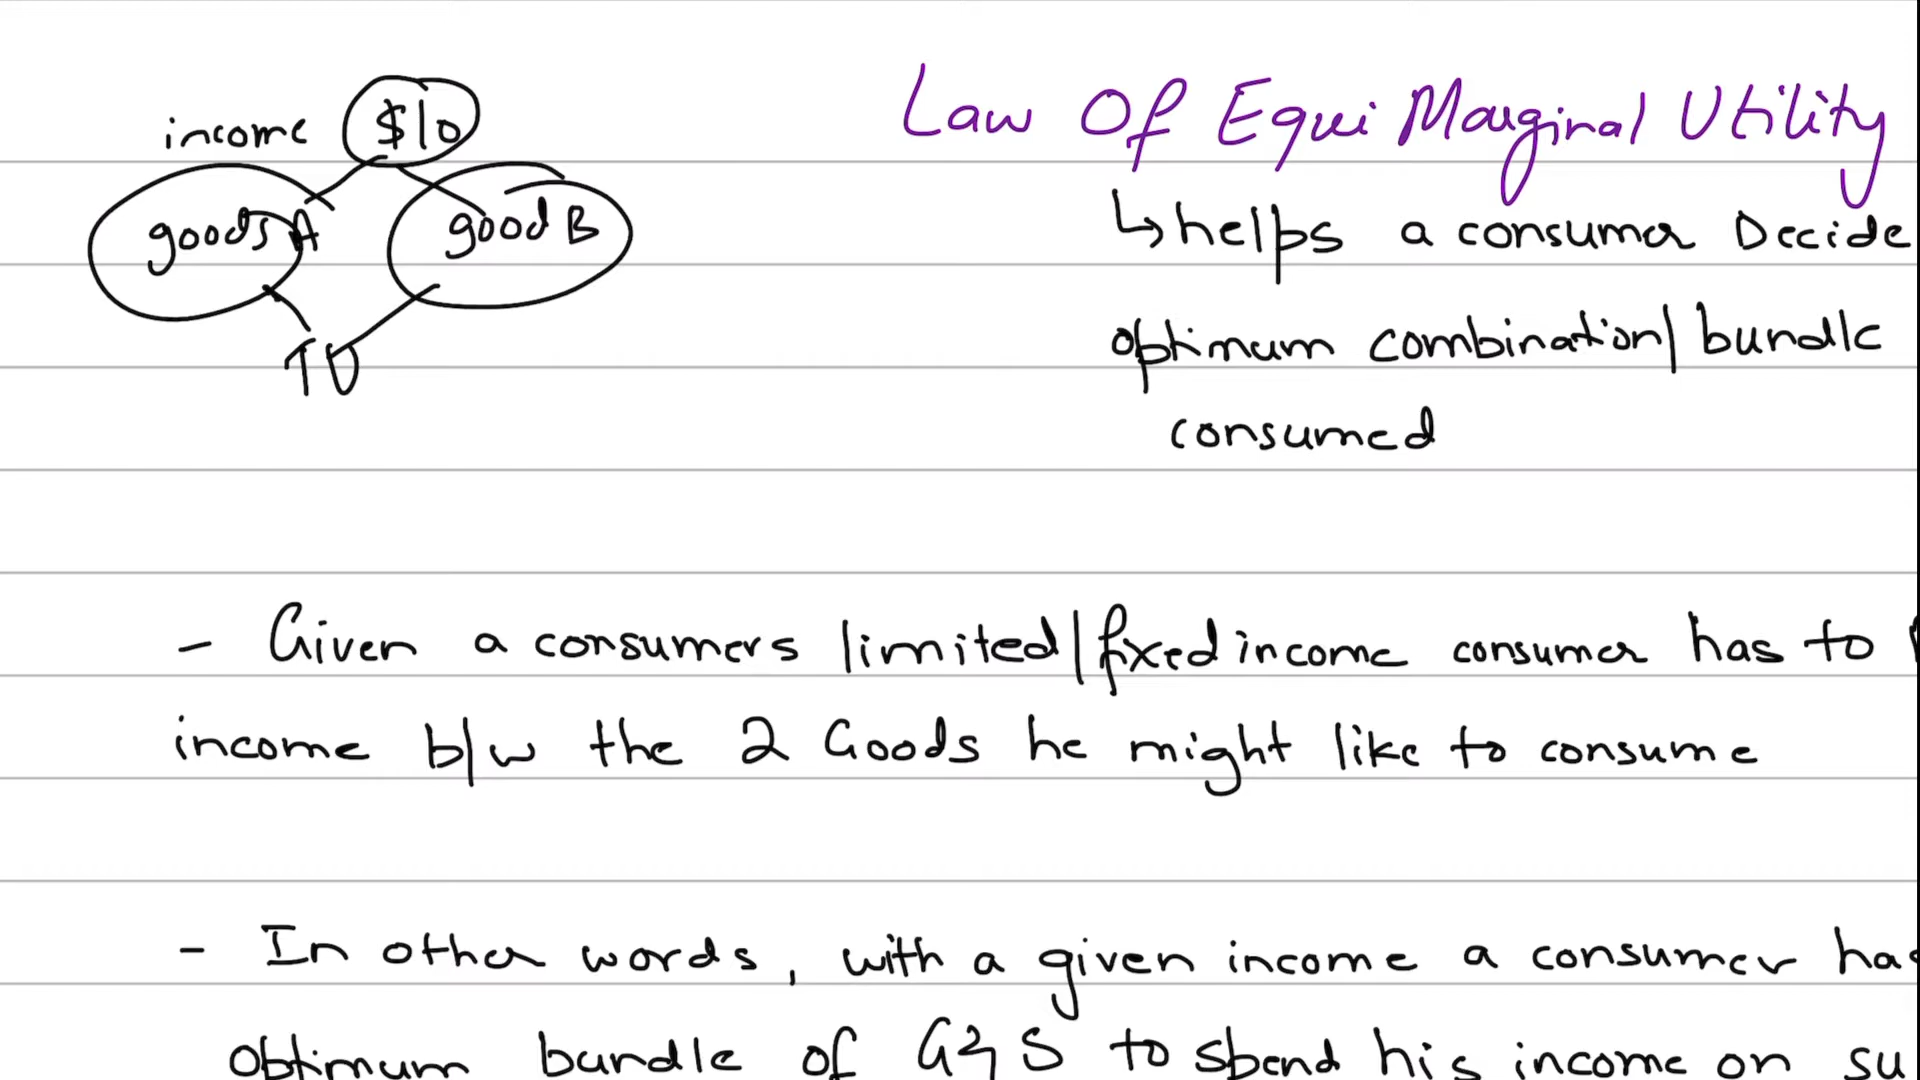 Law Of Equi Marginal Utility
income $10
goods A good B
TU
↳ helps a consumer Decide
optimum combination/ bundle
consumed
- Given a consumers limited/fixed income consumer has to
income b/w the 2 Goods he might like to consume
- In other words, with a given income a consumer has
optimum bundle of G & S to spend his income on su